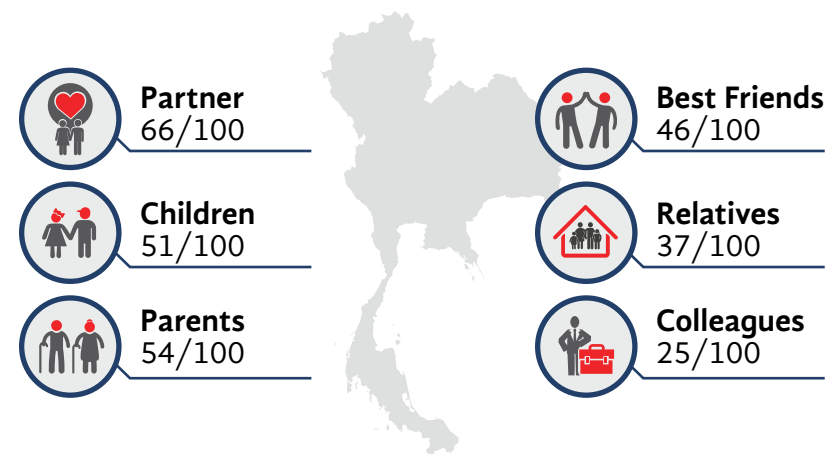 Partner
66/100
Children
51/100
Parents
54/100
Best Friends
46/100
Relatives
37/100
Colleagues
25/100